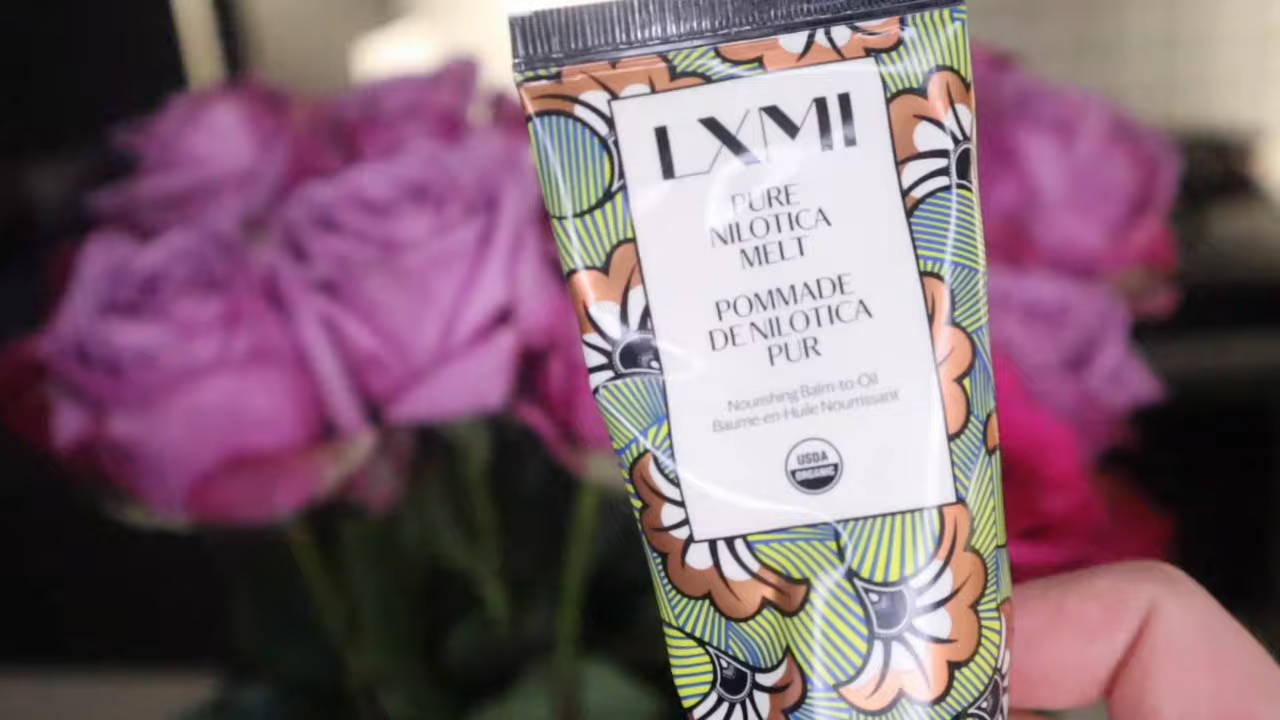 LXMI
PURE
NILOTICA
MELT
POMMADE
DE NILOTICA
PUR
Nourishing Balm-to-Oil
Baume-en-Huile Nourrissant
USDA
ORGANIC